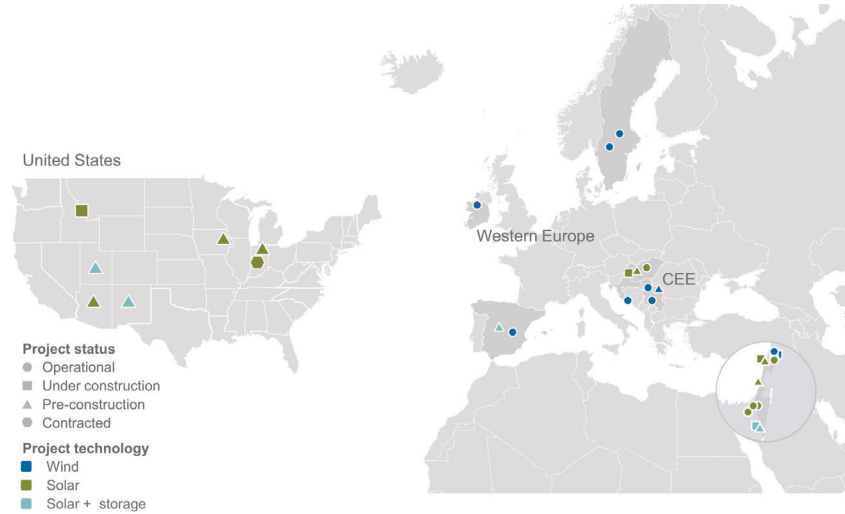 United States
Western Europe
CEE
Project status
Operational
Under construction
Pre-construction
Contracted
Project technology
Wind
Solar
Solar + storage